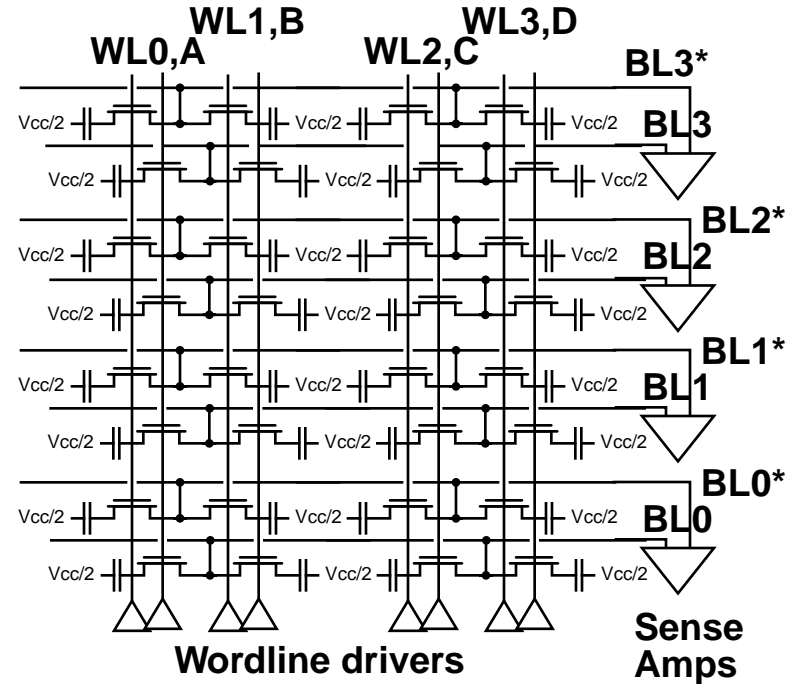 WL1,B WL3,D
WL0,A WL2,C
BL3*
Vcc/2 Vcc/2 Vcc/2
BL3
Vcc/2 Vcc/2 Vcc/2
BL2*
Vcc/2 Vcc/2 Vcc/2
BL2
Vcc/2 Vcc/2 Vcc/2
BL1*
Vcc/2 Vcc/2 Vcc/2
BL1
Vcc/2 Vcc/2 Vcc/2
BL0*
Vcc/2 Vcc/2 Vcc/2
BL0
Vcc/2 Vcc/2 Vcc/2
Wordline drivers
Sense
Amps